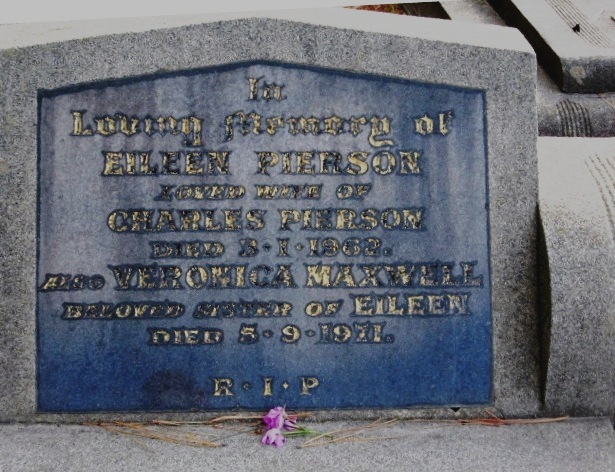 In
Loving Memory of
EILEEN PIERSON
LOVED WIFE OF
CHARLES PIERSON
DIED 3·1·1962.
ALSO VERONICA MAXWELL
BELOVED SISTER OF EILEEN
DIED 5·9·1971.
R·I·P